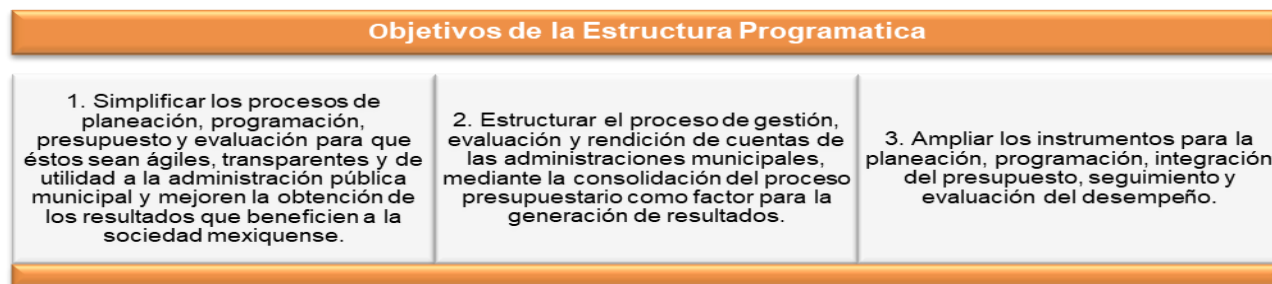 Objetivos de la Estructura Programatica
1. Simplificar los procesos de
planeación, programación,
presupuesto y evaluación para que
éstos sean ágiles, transparentes y de
utilidad a la administración pública
municipal y mejoren la obtención de
los resultados que beneficien a la
sociedad mexiquense.
2. Estructurar el proceso de gestión,
evaluación y rendición de cuentas de
las administraciones municipales,
mediante la consolidación del proceso
presupuestario como factor para la
generación de resultados.
3. Ampliar los instrumentos para la
planeación, programación, integración
del presupuesto, seguimiento y
evaluación del desempeño.